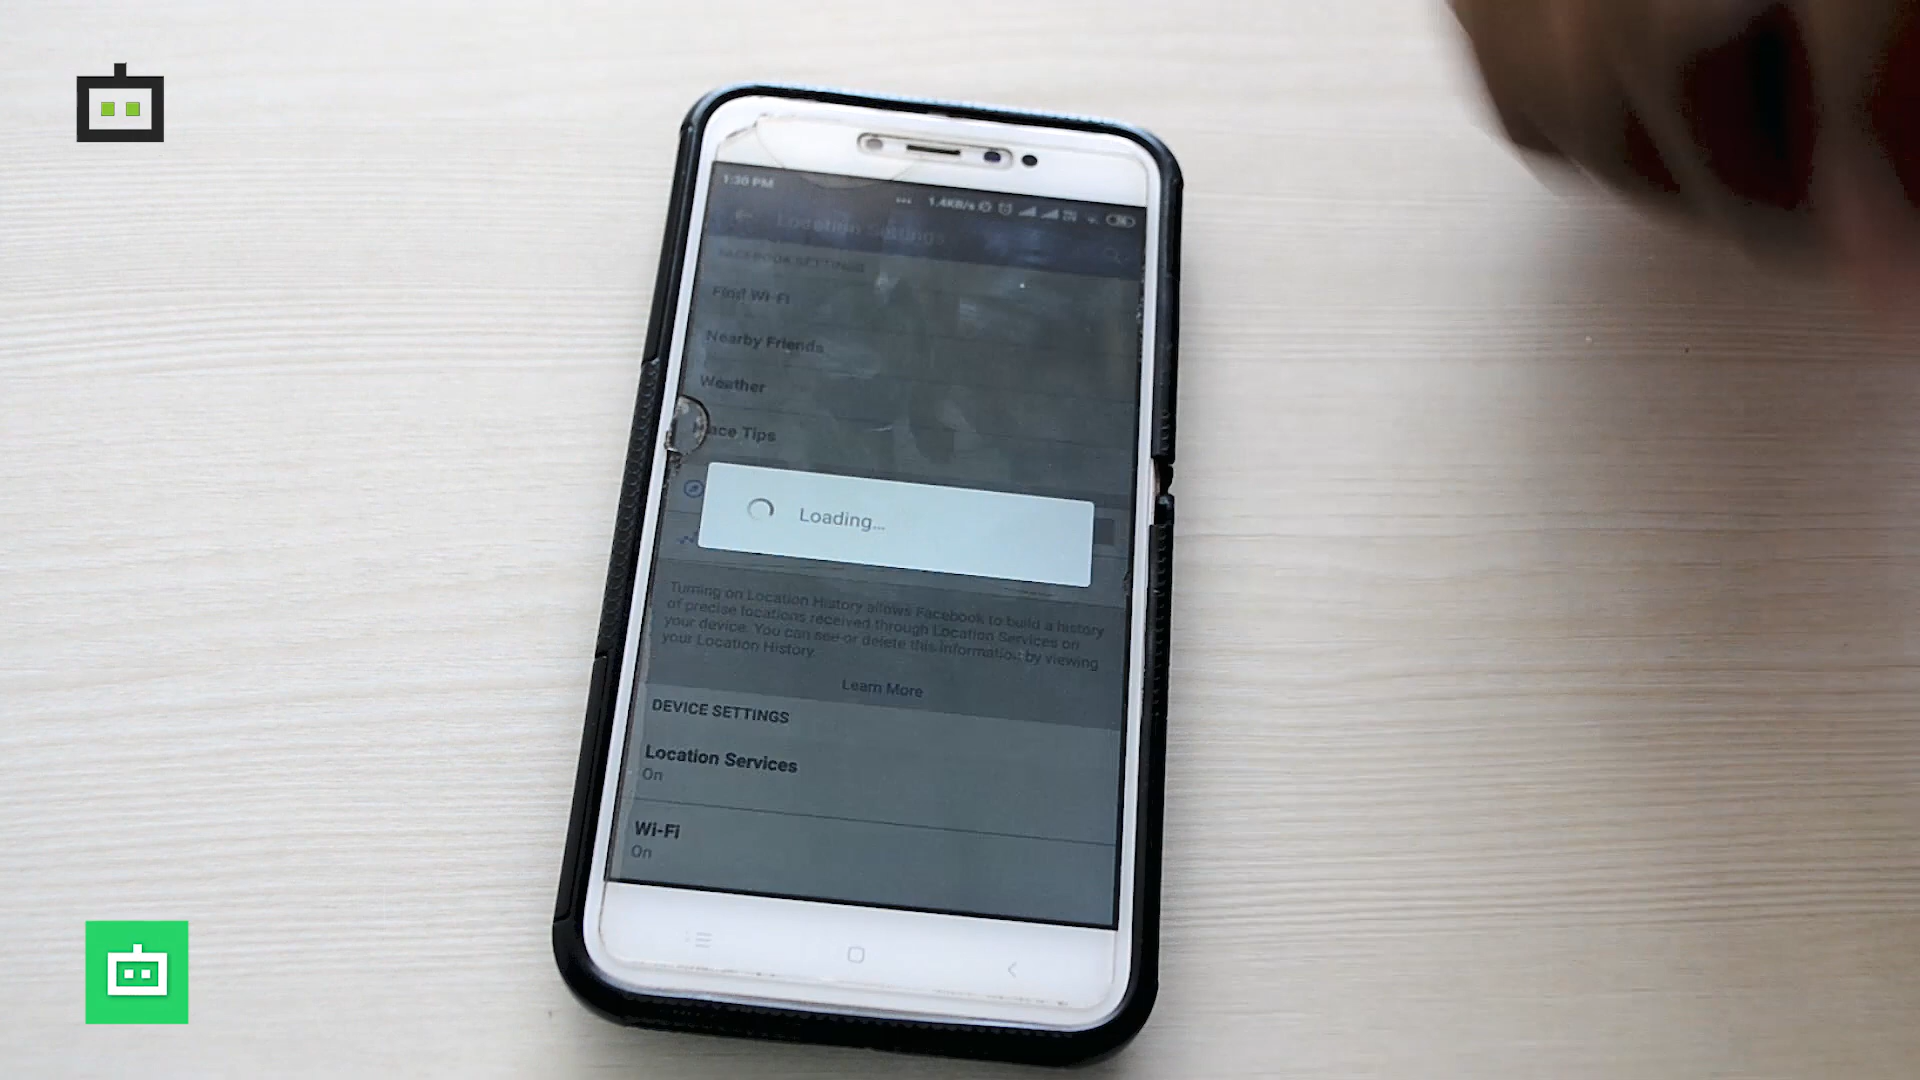 1:30 PM
... 1.4KB/s
Location Settings
FACEBOOK SETTINGS
Find Wi-Fi
Nearby Friends
Weather
ace Tips
Loading...
Turning on Location History allows Facebook to build a history
of precise locations received through Location Services on
your device. You can see or delete this information by viewing
your Location History.
Learn More
DEVICE SETTINGS
Location Services
On
Wi-Fi
On